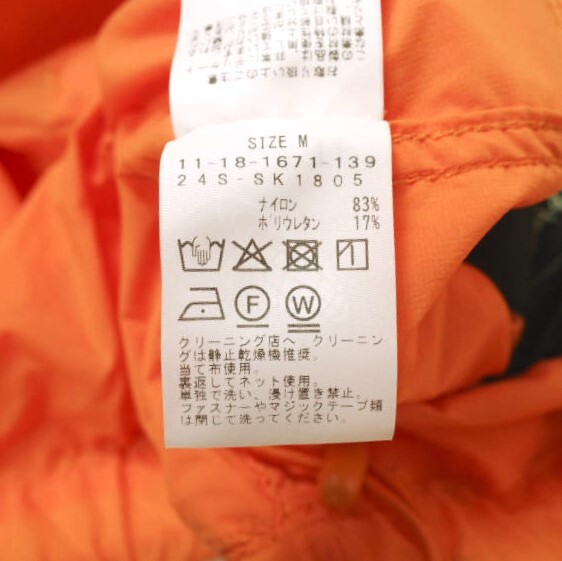 SIZE M
11-18-1671-139
24S-SK1805
ナイロン 83%
ポリウレタン 17%
F W
クリーニング店へ クリーニン
グは静止乾燥機推奨。
当て布使用。
裏返してネット使用。
単独で洗い、浸け置き禁止。
ファスナーやマジックテープ類
は閉じて洗ってください。